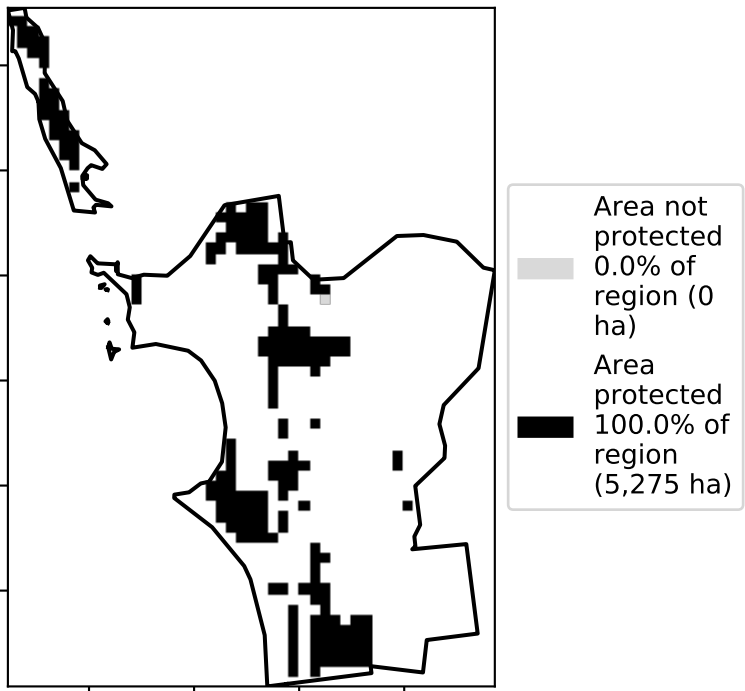 Area not
protected
0.0% of
region (0
ha)
Area
protected
100.0% of
region
(5,275 ha)